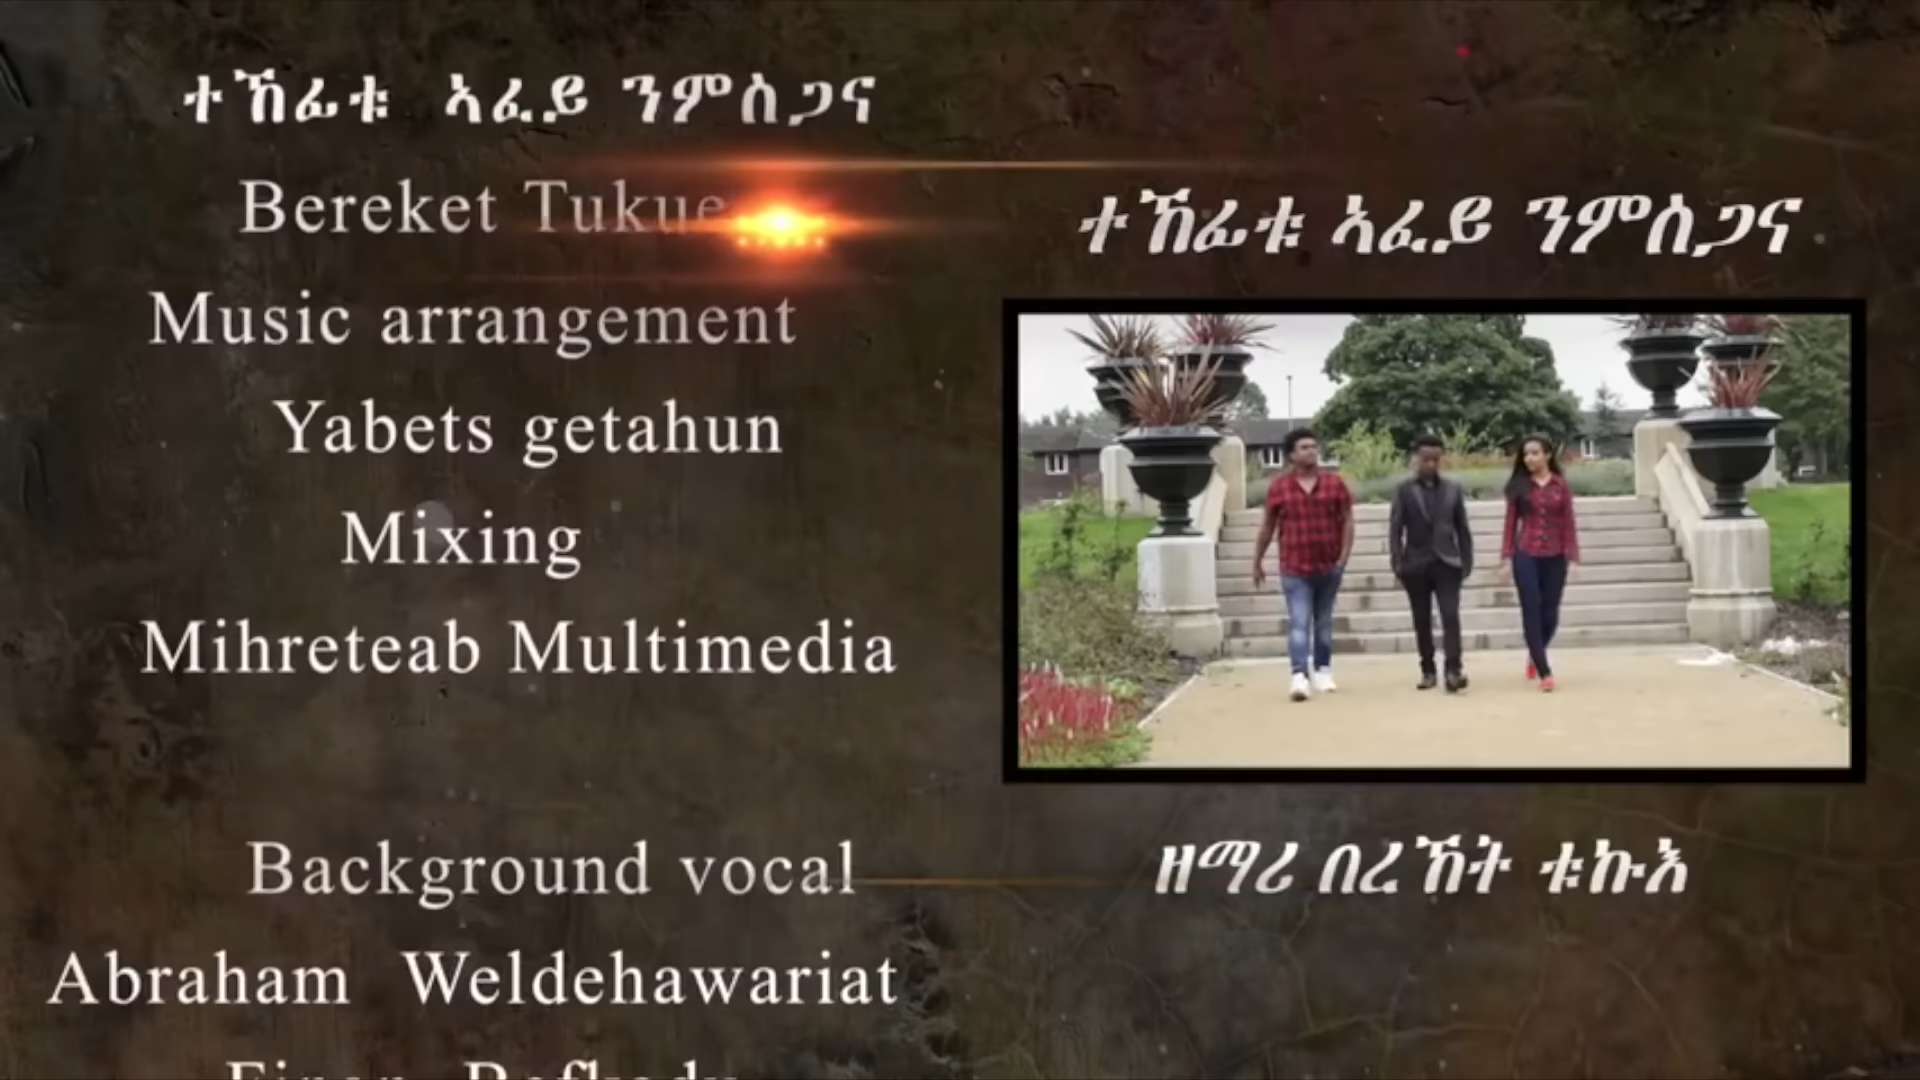 ተኸፊቱ ኣፈይ ንምስጋና
Bereket Tukue
Music arrangement
Yabets getahun
Mixing
Mihreteab Multimedia
Background vocal
Abraham Weldehawariat
ተኸፊቱ ኣፈይ ንምስጋና
ዘማሪ በረኸት ቱኩእ